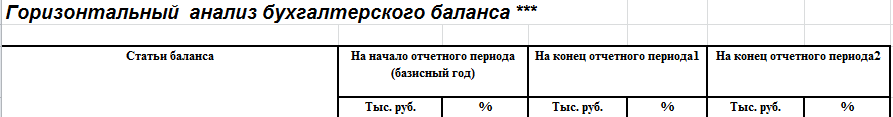 Горизонтальный анализ бухгалтерского баланса ***
Статьи баланса
На начало отчетного периода
(базисный год)
На конец отчетного периода1
На конец отчетного периода2
Тыс. руб.
%
Тыс. руб.
%
Тыс. руб.
%